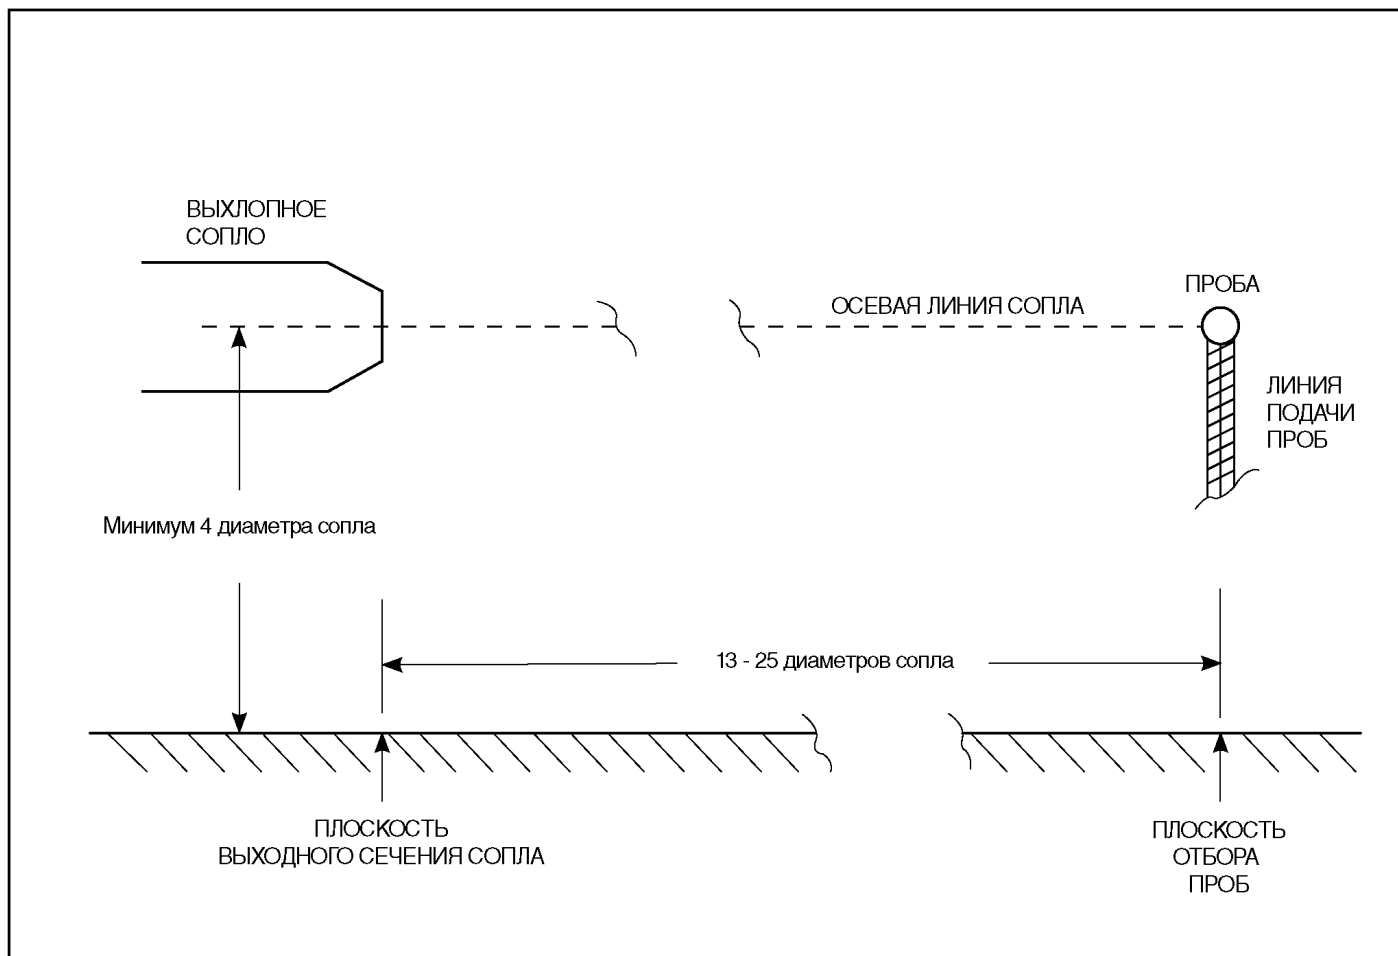 ВЫХЛОПНОЕ
СОПЛО
ПРОБА
ОСЕВАЯ ЛИНИЯ СОПЛА
ЛИНИЯ
ПОДАЧИ
ПРОБ
Минимум 4 диаметра сопла
13 - 25 диаметров сопла
ПЛОСКОСТЬ
ВЫХОДНОГО СЕЧЕНИЯ СОПЛА
ПЛОСКОСТЬ
ОТБОРА
ПРОБ